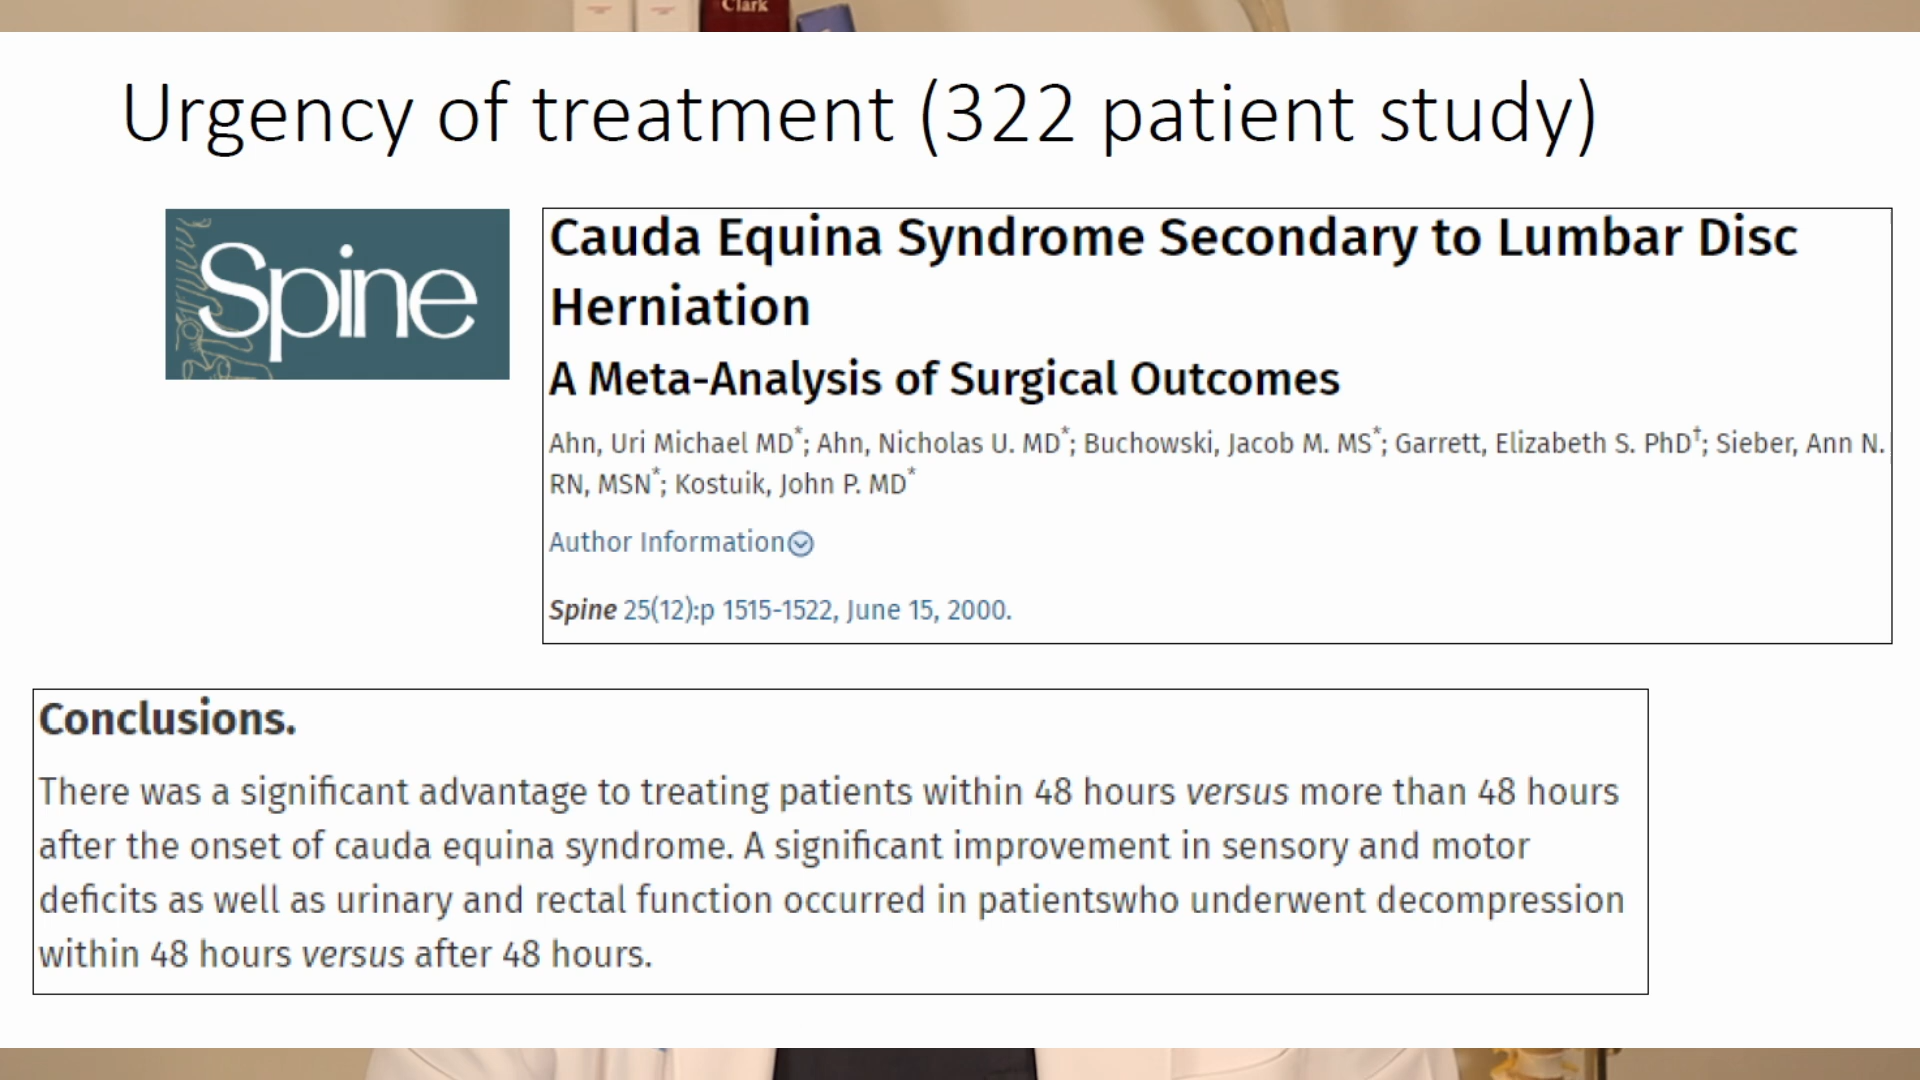 Clark
Urgency of treatment (322 patient study)
Spine
Cauda Equina Syndrome Secondary to Lumbar Disc
Herniation
A Meta-Analysis of Surgical Outcomes
Ahn, Uri Michael MD*; Ahn, Nicholas U. MD*; Buchowski, Jacob M. MS*; Garrett, Elizabeth S. PhD†; Sieber, Ann N.
RN, MSN*; Kostuik, John P. MD*
Author Information
Spine 25(12):p 1515-1522, June 15, 2000.
Conclusions.
There was a significant advantage to treating patients within 48 hours versus more than 48 hours
after the onset of cauda equina syndrome. A significant improvement in sensory and motor
deficits as well as urinary and rectal function occurred in patientswho underwent decompression
within 48 hours versus after 48 hours.